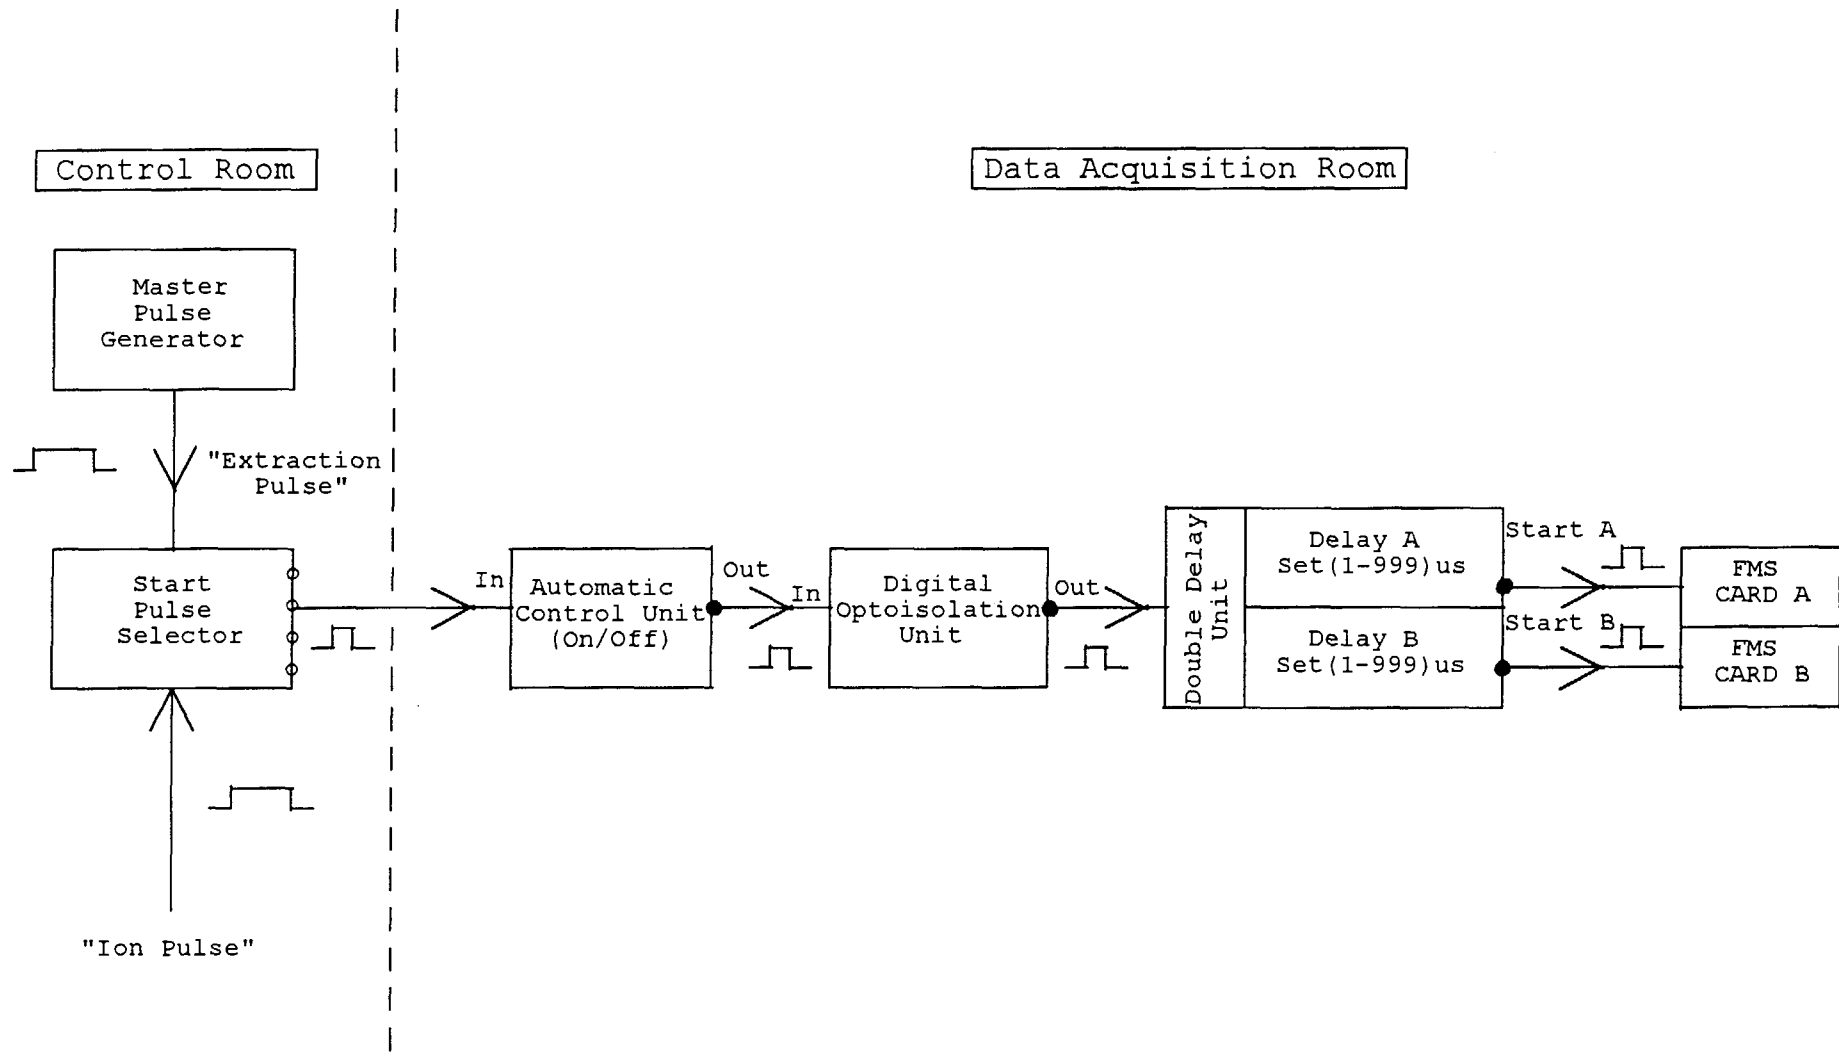 Control Room
Data Acquisition Room
Master
Pulse
Generator
"Extraction
Pulse"
Start
Pulse
Selector
"Ion Pulse"
In
Automatic
Control Unit
(On/Off)
Out
In
Digital
Optoisolation
Unit
Out
Double Delay
Unit
Delay A
Set(1-999)us
Delay B
Set(1-999)us
Start A
Start B
FMS
CARD A
FMS
CARD B